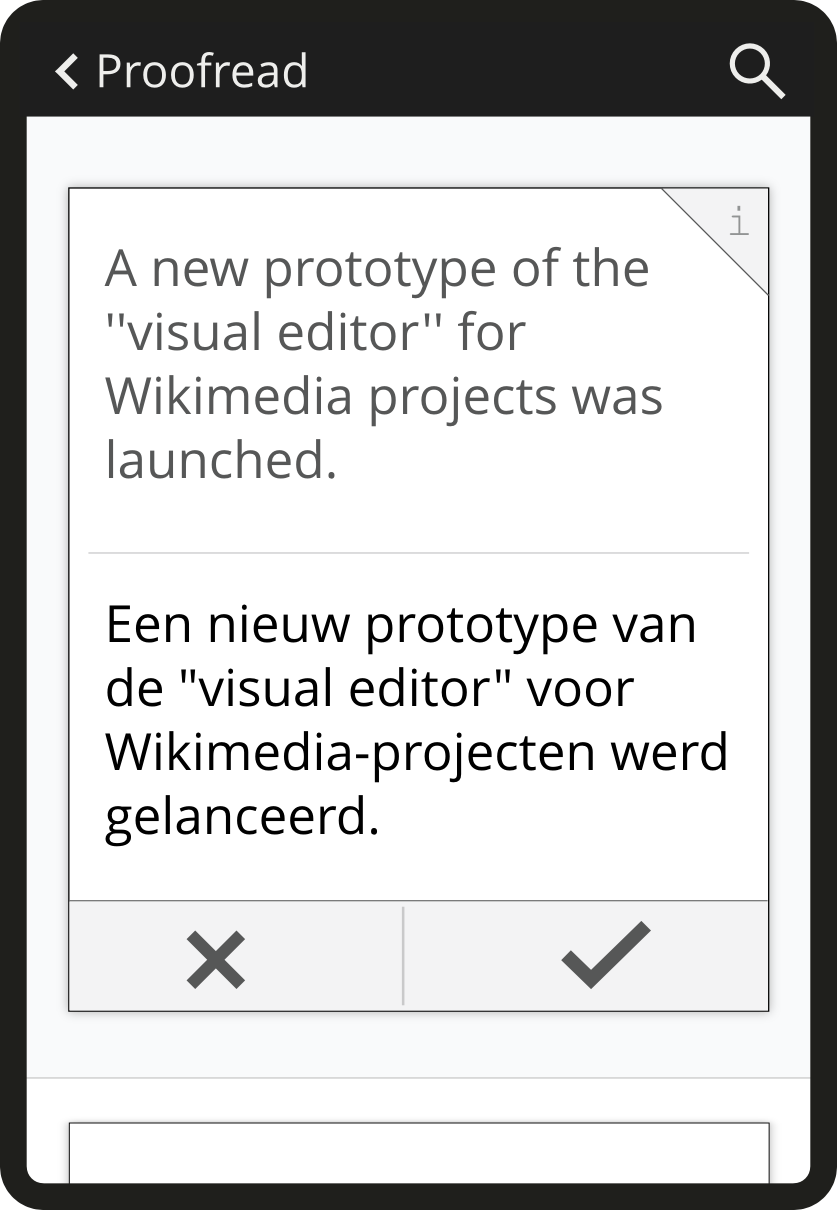 Proofread
i
A new prototype of the
''visual editor'' for
Wikimedia projects was
launched.
Een nieuw prototype van
de "visual editor" voor
Wikimedia-projecten werd
gelanceerd.